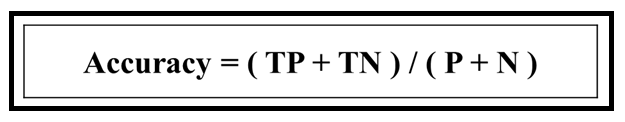 Accuracy = ( TP + TN ) / ( P + N )